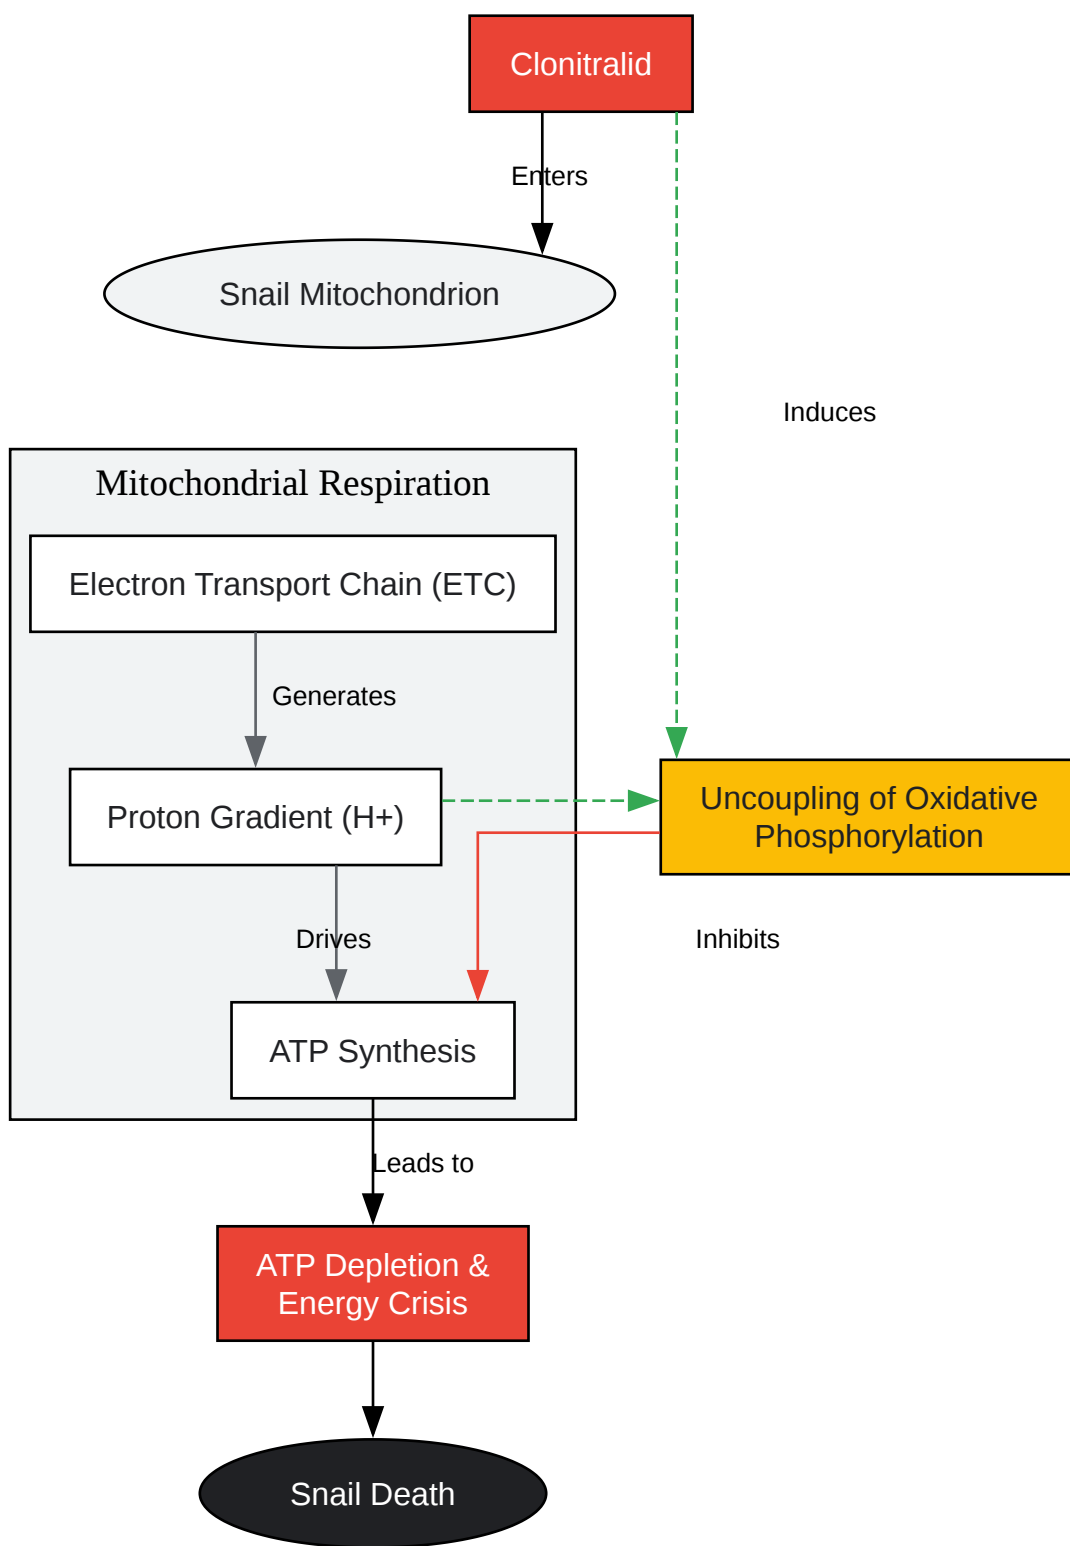 Clonitralid
Enters
Snail Mitochondrion
Induces
Mitochondrial Respiration
Electron Transport Chain (ETC)
Generates
Proton Gradient (H+)
Uncoupling of Oxidative
Phosphorylation
Drives
Inhibits
ATP Synthesis
Leads to
ATP Depletion &
Energy Crisis
Snail Death